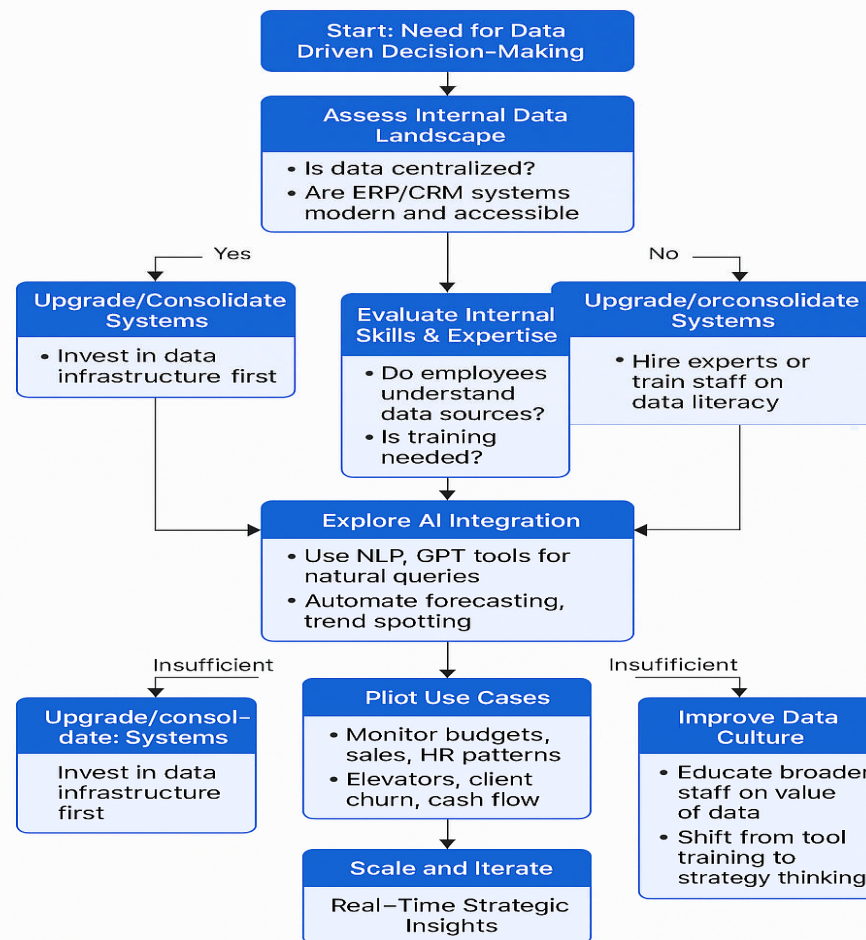 Start: Need for Data
Driven Decision-Making
Assess Internal Data
Landscape
• Is data centralized?
• Are ERP/CRM systems
modern and accessible
Yes
No
Upgrade/Consolidate
Systems
• Invest in data
infrastructure first
Evaluate Internal
Skills & Expertise
• Do employees
understand
data sources?
• Is training
needed?
Upgrade/orconsolidate
Systems
• Hire experts or
train staff on
data literacy
Explore AI Integration
• Use NLP, GPT tools for
natural queries
• Automate forecasting,
trend spotting
Insufficient
Insufificient
Upgrade/consol-
date: Systems
Invest in data
infrastructure
first
Pliot Use Cases
• Monitor budgets,
sales, HR patterns
• Elevators, client
churn, cash flow
Improve Data
Culture
• Educate broader
staff on value
of data
• Shift from tool
training to
strategy thinking
Scale and Iterate
Real-Time Strategic
Insights